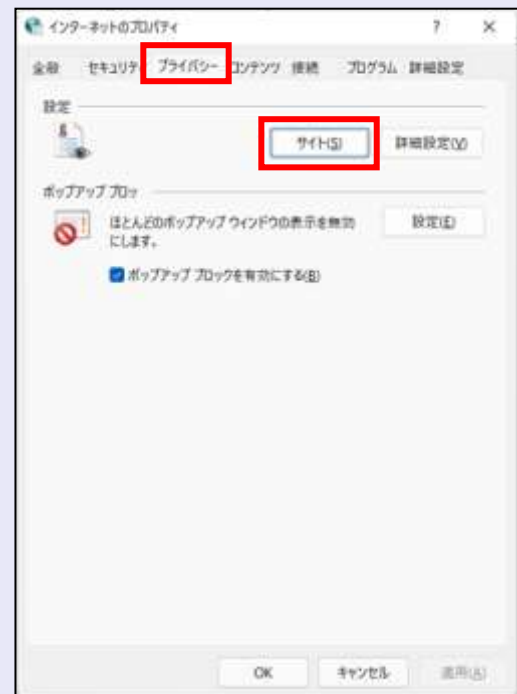 インターネットのプロパティ ? ×
全般 セキュリティ プライバシー コンテンツ 接続 プログラム 詳細設定
設定
サイト(S) 詳細設定(V)
ポップアップ ブロッ
ほとんどのポップアップ ウィンドウの表示を無効 設定(E)
にします。
ポップアップ ブロックを有効にする(B)
OK キャンセル 適用(A)